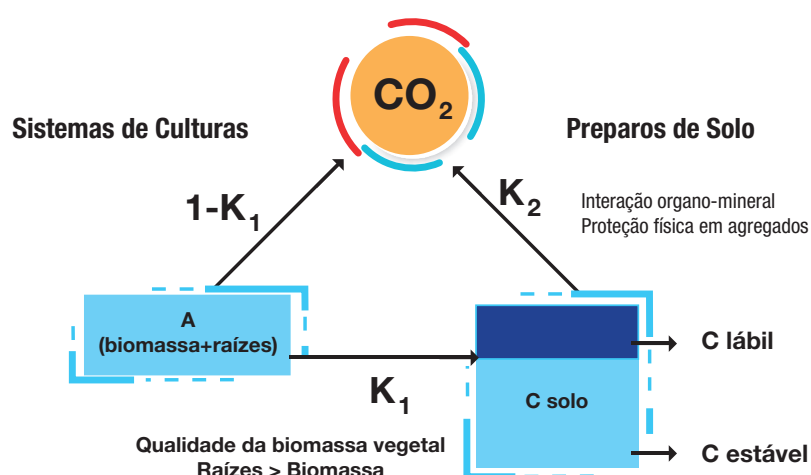 CO₂
Sistemas de Culturas
Preparos de Solo
1-K₁
K₂
Interação organo-mineral
Proteção física em agregados
A
(biomassa+raízes)
K₁
C lábil
C solo
C estável
Qualidade da biomassa vegetal
Raízes > Biomassa